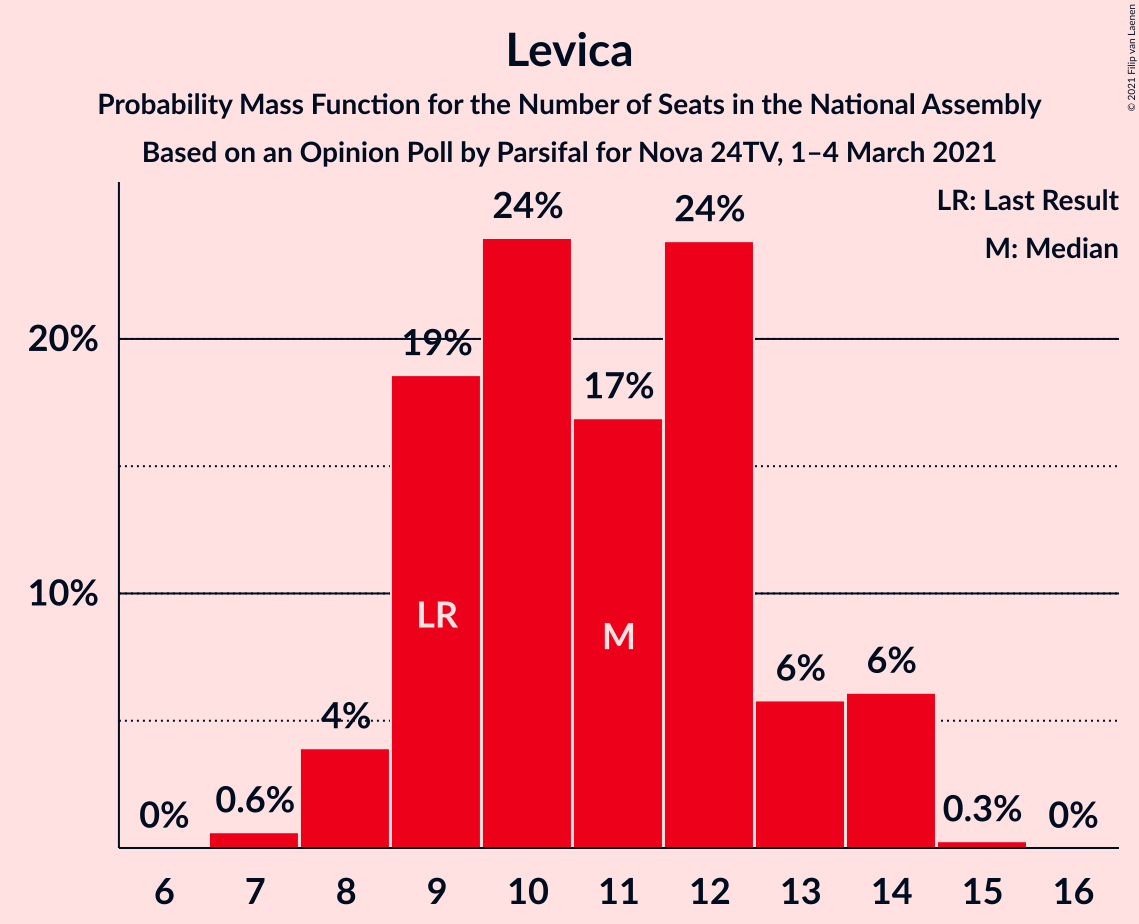 Levica
Probability Mass Function for the Number of Seats in the National Assembly
Based on an Opinion Poll by Parsifal for Nova 24TV, 1–4 March 2021
© 2021 Filip van Laenen
LR: Last Result
M: Median
20%
10%
0%
0.6%
4%
19%
24%
17%
24%
6%
6%
0.3%
0%
LR
M
6 7 8 9 10 11 12 13 14 15 16